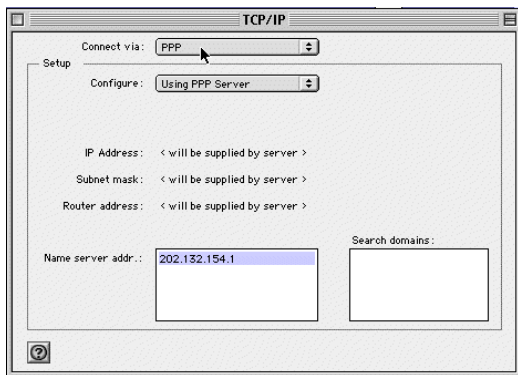 TCP/IP
Connect via: PPP
Setup
Configure: Using PPP Server
IP Address: < will be supplied by server >
Subnet mask: < will be supplied by server >
Router address: < will be supplied by server >
Search domains:
Name server addr.: 202.132.154.1
?